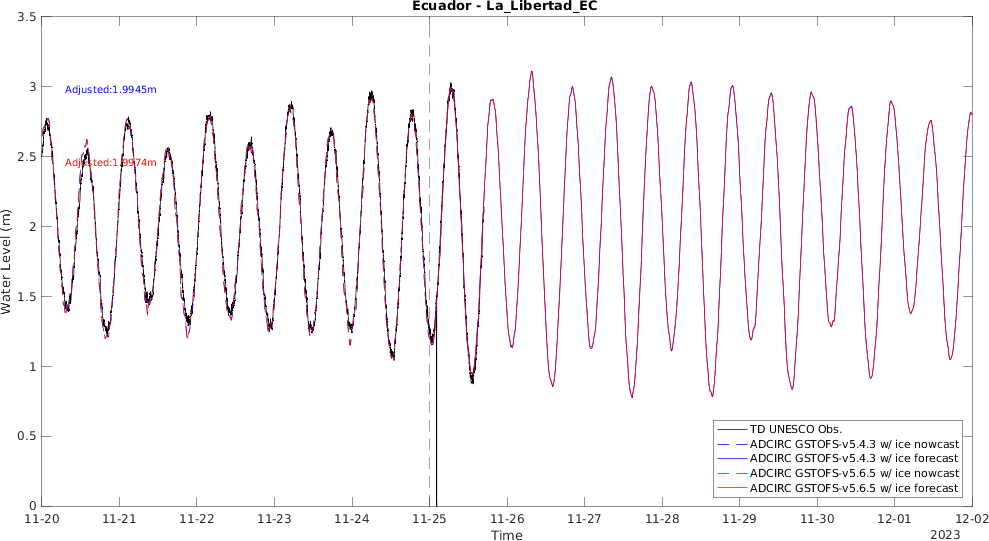 Ecuador - La_Libertad_EC
3.5
3
2.5
2
1.5
1
0.5
0
Water Level (m)
Adjusted:1.9945m
Adjusted:1.9974m
TD UNESCO Obs.
ADCIRC GSTOFS-v5.4.3 w/ ice nowcast
ADCIRC GSTOFS-v5.4.3 w/ ice forecast
ADCIRC GSTOFS-v5.6.5 w/ ice nowcast
ADCIRC GSTOFS-v5.6.5 w/ ice forecast
11-20 11-21 11-22 11-23 11-24 11-25 11-26 11-27 11-28 11-29 11-30 12-01 12-02
Time
2023